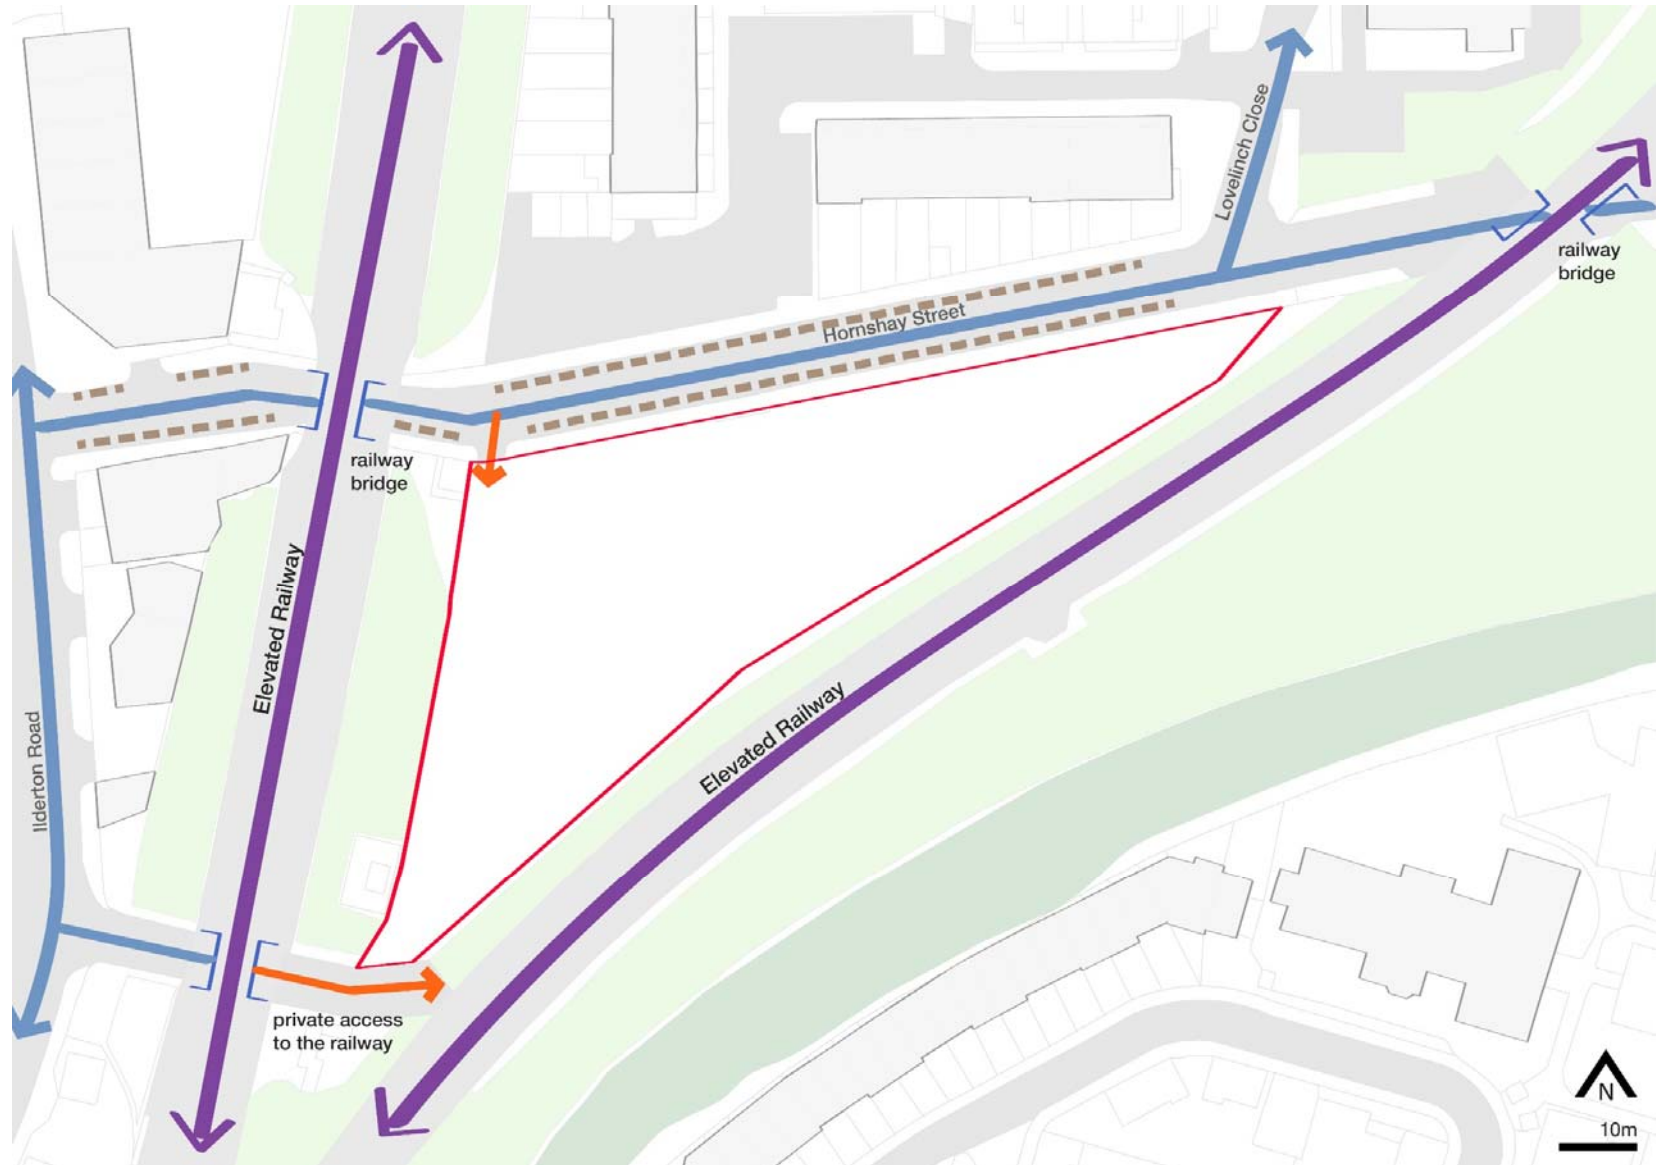 Lovelinch Close
railway
bridge
Hornshay Street
railway
bridge
Elevated Railway
Elevated Railway
Ilderton Road
private access
to the railway
N
10m